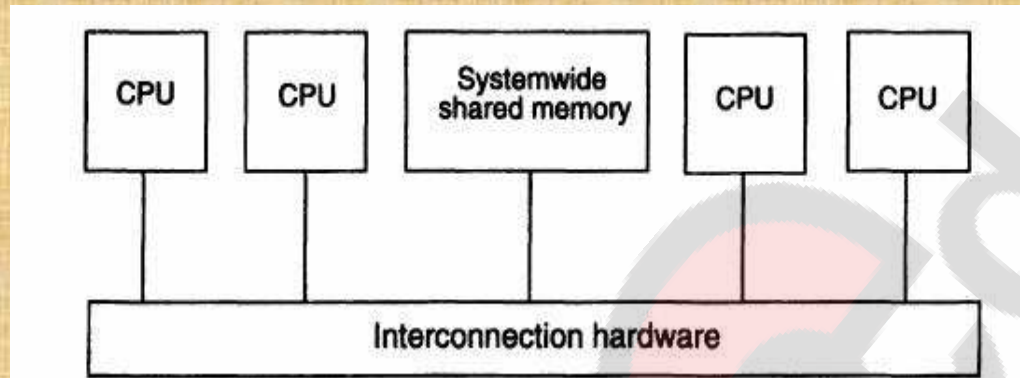 CPU
CPU
Systemwide
shared memory
CPU
CPU
Interconnection hardware